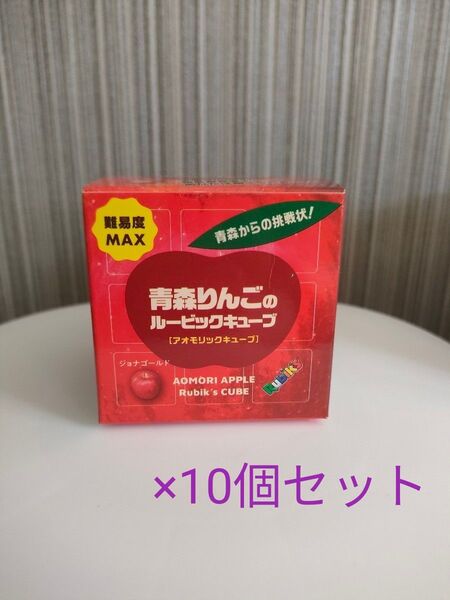 難易度
MAX
青森からの挑戦状!
青森りんごの
ルービックキューブ
[アオモリックキューブ]
ジョナゴールド
AOMORI APPLE
Rubik's CUBE
RUBIK'S
×10個セット